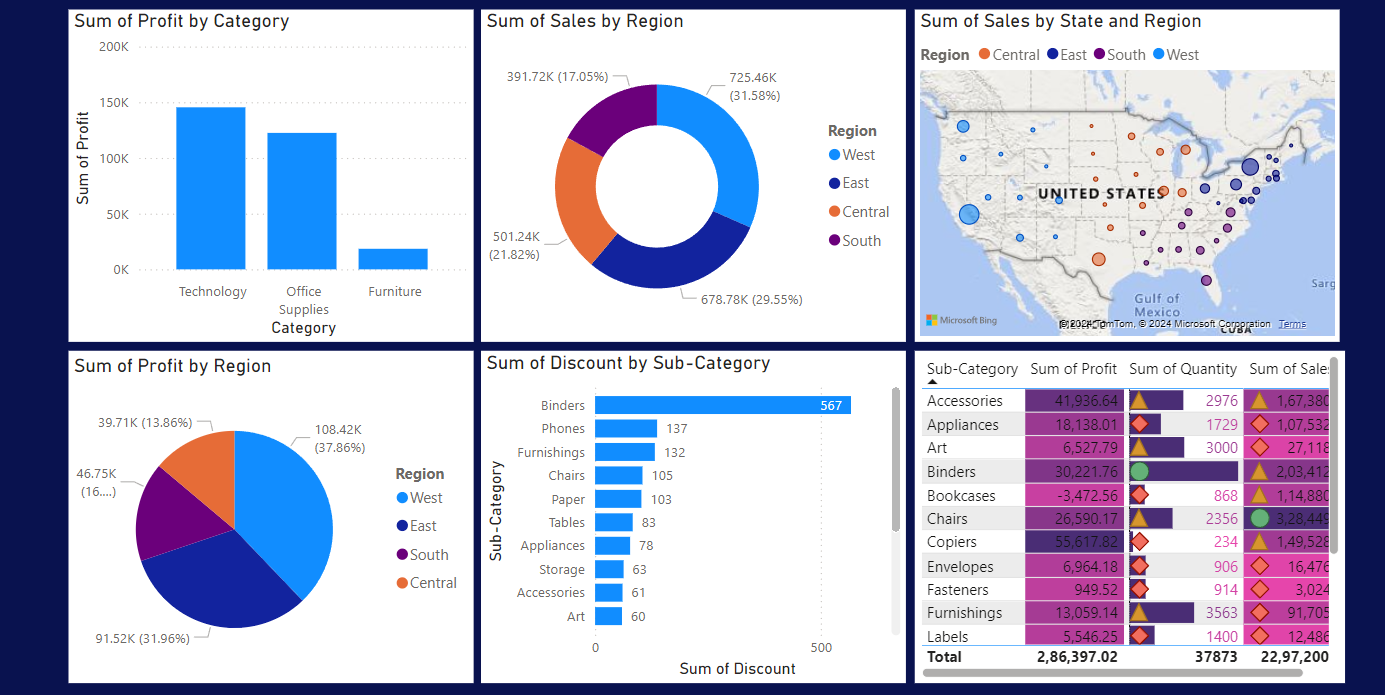 Sum of Profit by Category
200K
150K
100K
50K
0K
Sum of Profit
Technology
Office
Supplies
Furniture
Category
Sum of Sales by Region
391.72K (17.05%)
725.46K
(31.58%)
501.24K
(21.82%)
678.78K (29.55%)
Region
West
East
Central
South
Sum of Sales by State and Region
Region Central East South West
UNITED STATES
Gulf of
Mexico
Sarg
CUBA
Microsoft Bing
TomTom, © 2024 Microsoft Corporation Terms
Sum of Profit by Region
39.71K (13.86%)
108.42K
(37.86%)
46.75K
(16....)
91.52K (31.96%)
Region
West
East
South
Central
Sum of Discount by Sub-Category
Sub-Category
Binders 567
Phones 137
Furnishings 132
Chairs 105
Paper 103
Tables 83
Appliances 78
Storage 63
Accessories 61
Art 60
0 500
Sum of Discount
Sub-Category Sum of Profit Sum of Quantity Sum of Sales
Accessories 41,936.64 2976 1,67,380
Appliances 18,138.01 1729 1,07,532
Art 6,527.79 3000 27,118
Binders 30,221.76 2,03,412
Bookcases -3,472.56 868 1,14,880
Chairs 26,590.17 2356 3,28,449
Copiers 55,617.82 234 1,49,528
Envelopes 6,964.18 906 16,476
Fasteners 949.52 914 3,024
Furnishings 13,059.14 3563 91,705
Labels 5,546.25 1400 12,486
Total 2,86,397.02 37873 22,97,200